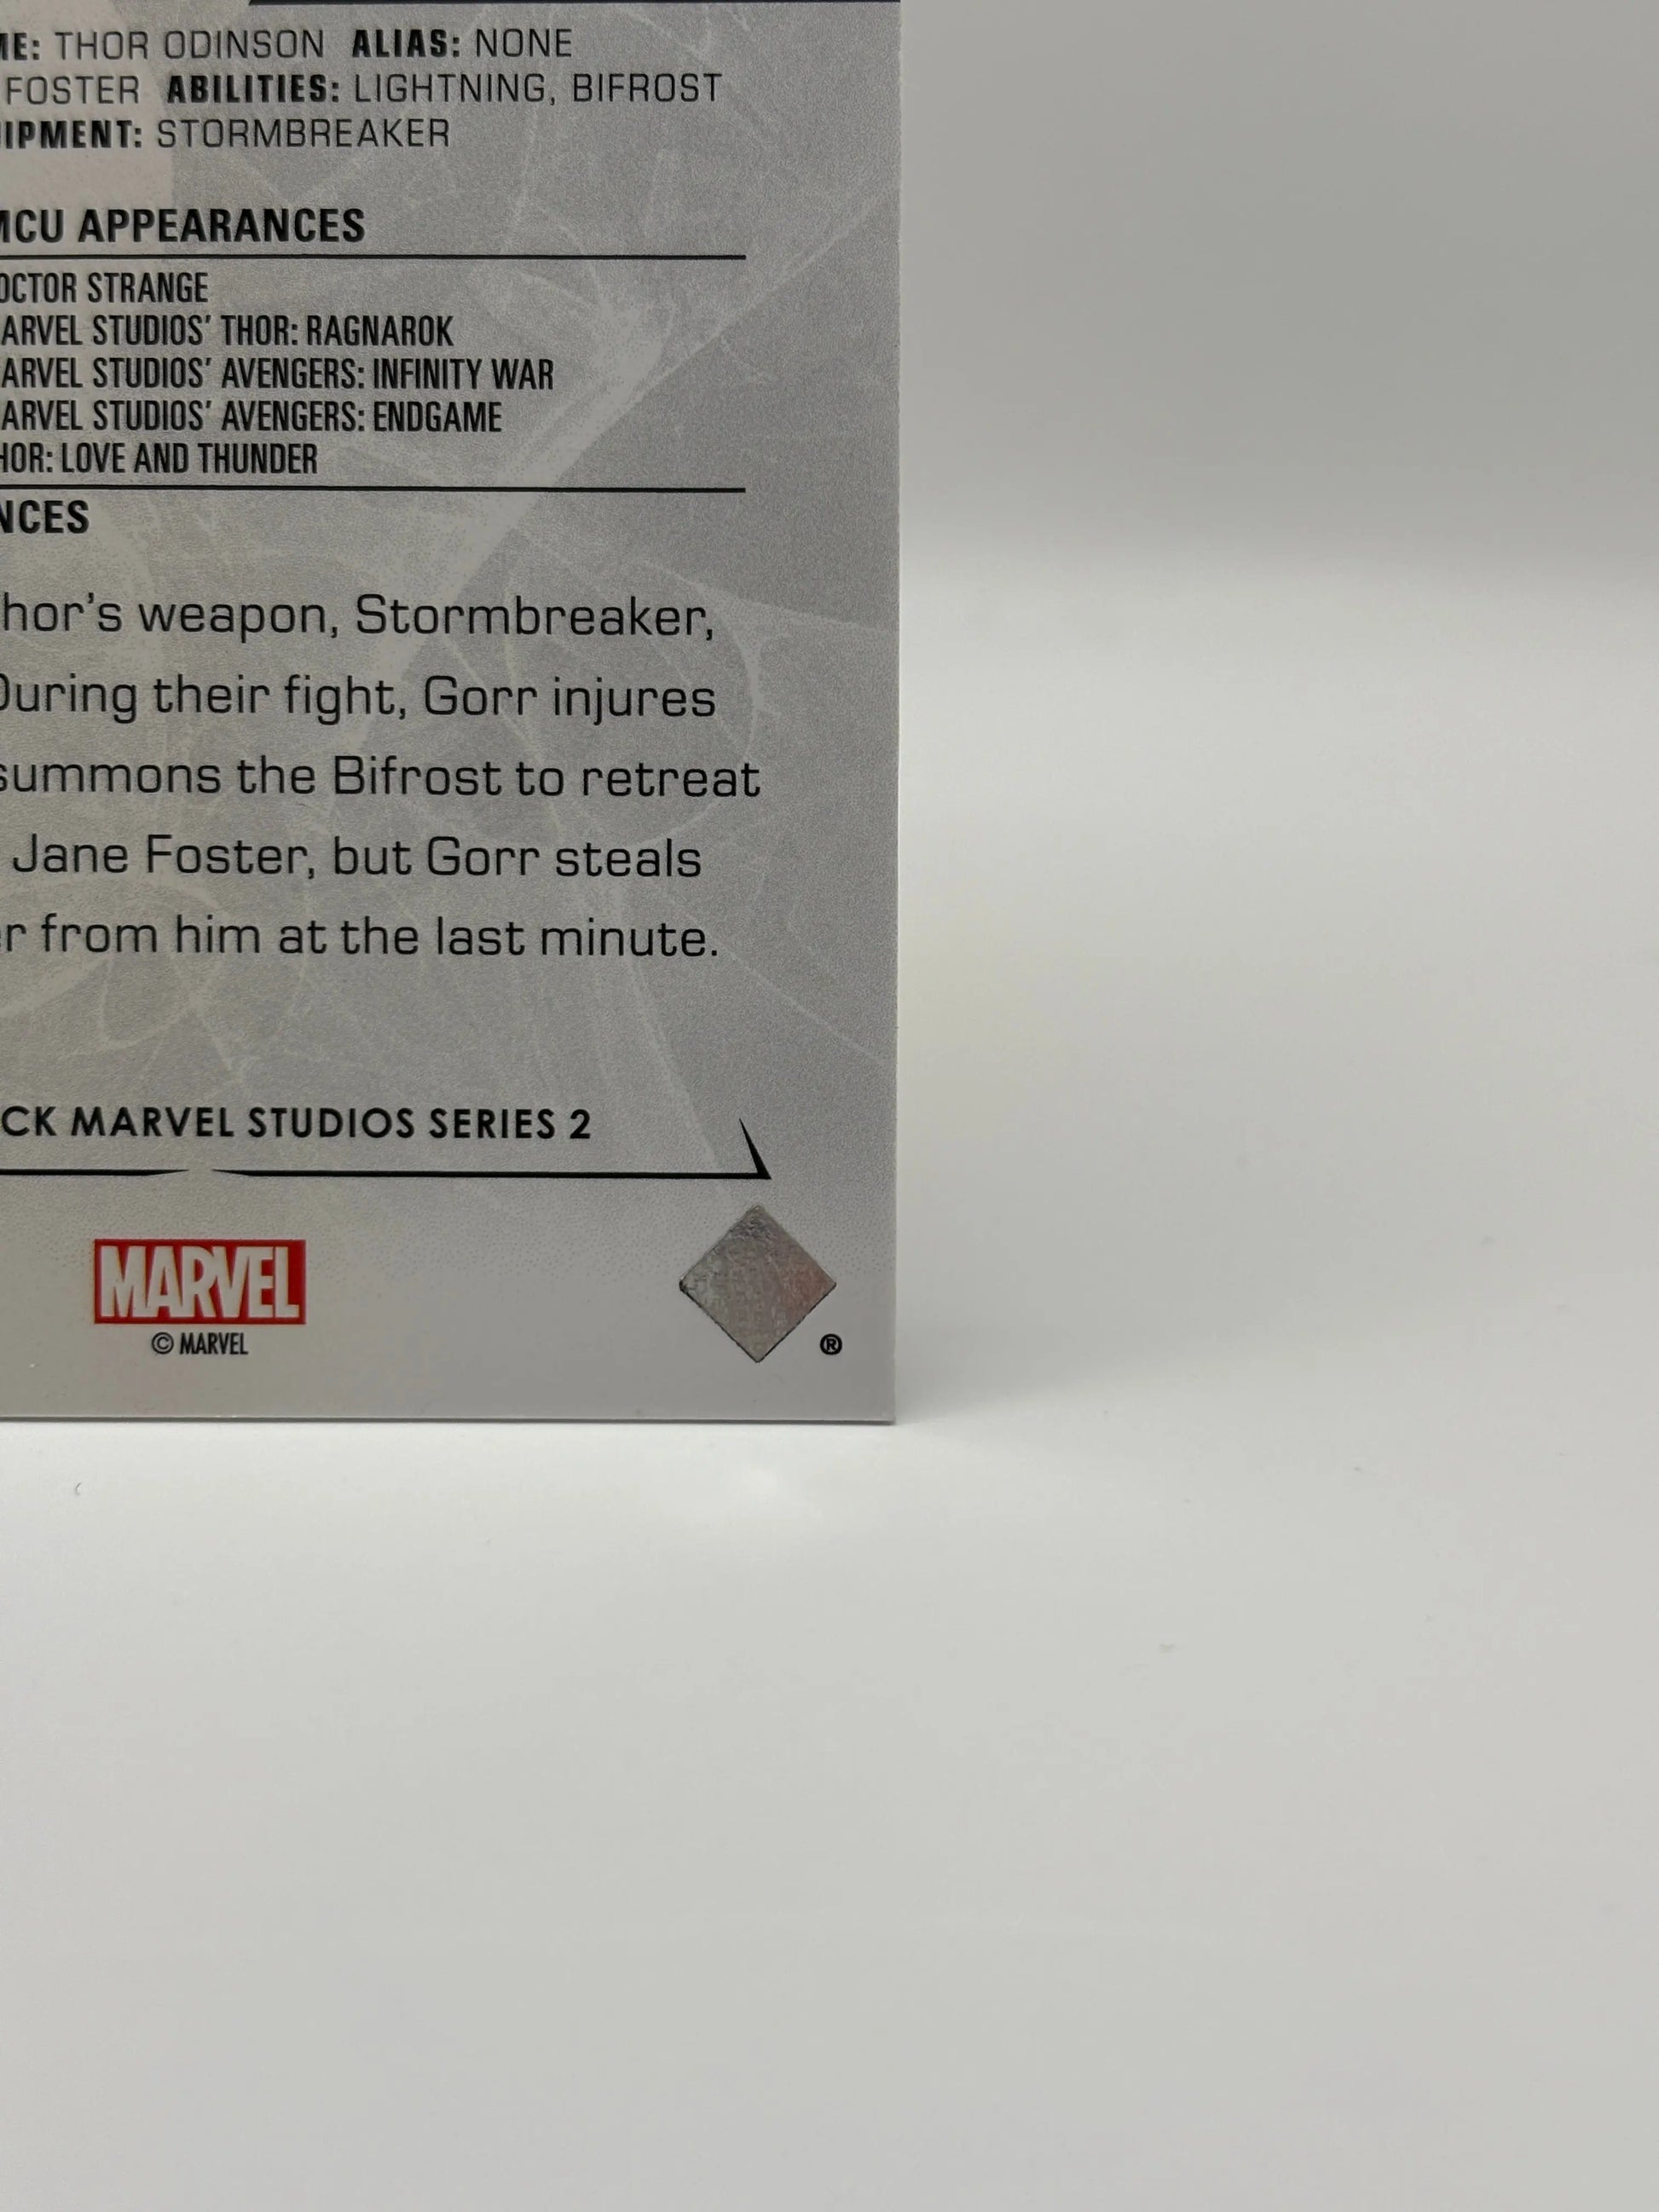 ME: THOR ODINSON ALIAS: NONE
FOSTER ABILITIES: LIGHTNING, BIFROST
IPMENT: STORMBREAKER
MCU APPEARANCES
OCTOR STRANGE
ARVEL STUDIOS' THOR: RAGNAROK
ARVEL STUDIOS' AVENGERS: INFINITY WAR
ARVEL STUDIOS' AVENGERS: ENDGAME
HOR: LOVE AND THUNDER
NCES
hor's weapon, Stormbreaker,
During their fight, Gorr injures
summons the Bifrost to retreat
Jane Foster, but Gorr steals
r from him at the last minute.
CK MARVEL STUDIOS SERIES 2
MARVEL
© MARVEL
®